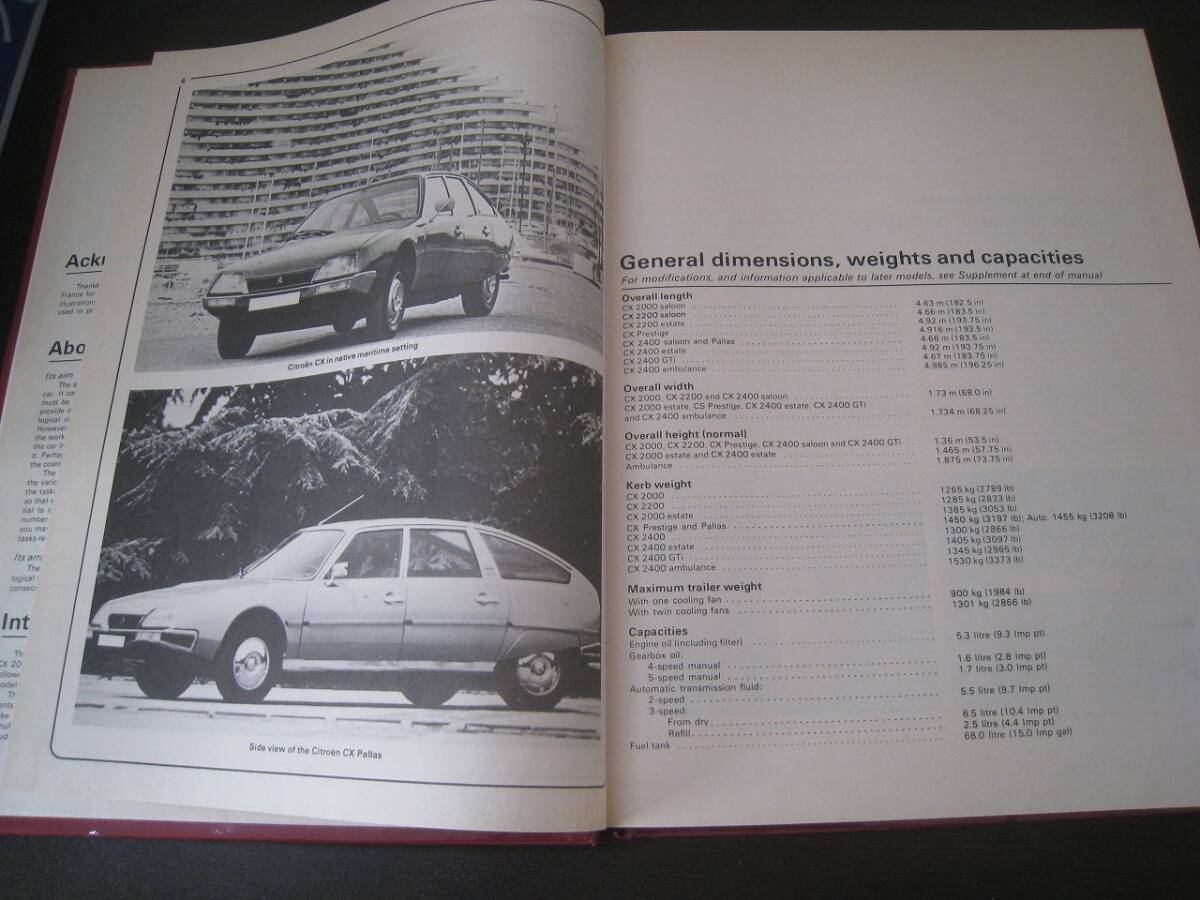 Ackn
Thanks
France for
illustration
used in p
Abo
Its aim
The a
car. It ca
must be
provide i
logical c
However
the work
the car i
it. Perha
the costs
The
the vario
the task
so that
tial to c
number
you ma
tasks re
Its arra
The
logical
consec
Int
Th
CX 20
ollowe
odel
Th
ents
oke
nut
ud
4
Citroën CX in native maritime setting
Side view of the Citroën CX Pallas
General dimensions, weights and capacities
For modifications, and information applicable to later models, see Supplement at end of manual
Overall length
CX 2000 saloon 4.63 m (182.5 in)
CX 2200 saloon 4.66 m (183.5 in)
CX 2200 estate 4.92 m (193.75 in)
CX Prestige 4.916 m (193.5 in)
CX 2400 saloon and Pallas 4.66 m (183.5 in)
CX 2400 estate 4.92 m (193.75 in)
CX 2400 GTi 4.67 m (183.75 in)
CX 2400 ambulance 4.985 m (196.25 in)
Overall width
CX 2000, CX 2200 and CX 2400 saloon 1.73 m (68.0 in)
CX 2000 estate, CS Prestige, CX 2400 estate, CX 2400 GTi
and CX 2400 ambulance 1.734 m (68.25 in)
Overall height (normal)
CX 2000, CX 2200, CX Prestige, CX 2400 saloon and CX 2400 GTi 1.36 m (53.5 in)
CX 2000 estate and CX 2400 estate 1.465 m (57.75 in)
Ambulance 1.875 m (73.75 in)
Kerb weight
CX 2000 1265 kg (2789 lb)
CX 2200 1285 kg (2833 lb)
CX 2000 estate 1385 kg (3053 lb)
CX Prestige and Pallas 1450 kg (3197 lb); Auto. 1455 kg (3208 lb)
CX 2400 1300 kg (2866 lb)
CX 2400 estate 1405 kg (3097 lb)
CX 2400 GTi 1345 kg (2965 lb)
CX 2400 ambulance 1530 kg (3373 lb)
Maximum trailer weight
With one cooling fan 900 kg (1984 lb)
With twin cooling fans 1301 kg (2866 lb)
Capacities
Engine oil (including filter) 5.3 litre (9.3 Imp pt)
Gearbox oil:
4-speed manual 1.6 litre (2.8 Imp pt)
5-speed manual 1.7 litre (3.0 Imp pt)
Automatic transmission fluid:
2-speed 5.5 litre (9.7 Imp pt)
3-speed:
From dry 6.5 litre (10.4 Imp pt)
Refill 2.5 litre (4.4 Imp pt)
Fuel tank 68.0 litre (15.0 Imp gal)